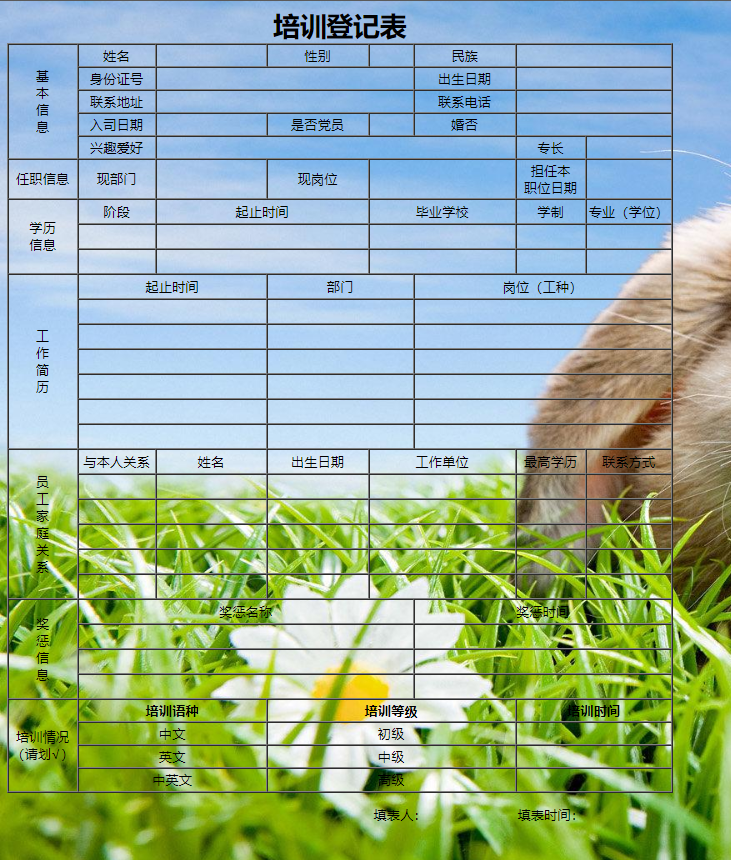 培训登记表
基本信息
姓名 性别 民族
身份证号 出生日期
联系地址 联系电话
入司日期 是否党员 婚否
兴趣爱好 专长
任职信息 现部门 现岗位 担任本
职位日期
学历
信息
阶段 起止时间 毕业学校 学制 专业（学位）
工作简历
起止时间 部门 岗位（工种）
员工家庭关系
与本人关系 姓名 出生日期 工作单位 最高学历 联系方式
奖惩信息
奖惩名称 奖惩时间
培训情况
（请划√）
培训语种 培训等级 培训时间
中文 初级
英文 中级
中英文 高级
填表人: 填表时间: